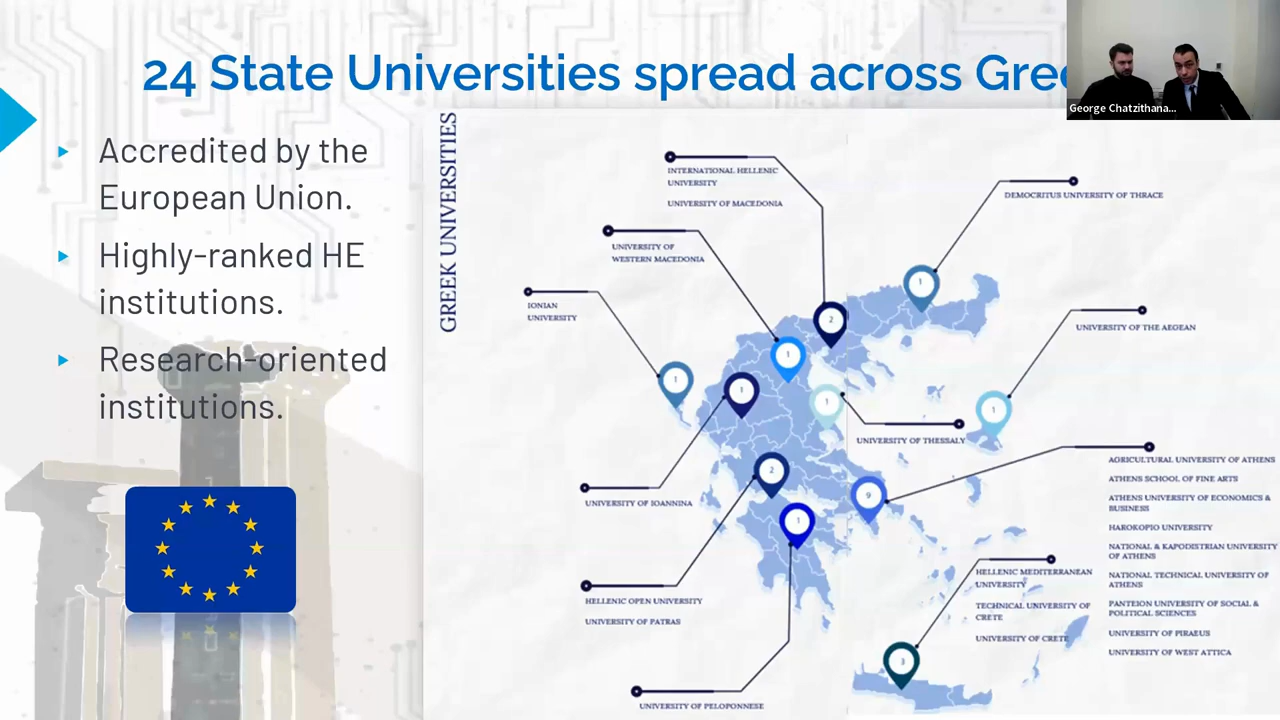 24 State Universities spread across Gree
George Chatzithana...
Accredited by the
European Union.
Highly-ranked HE
institutions.
Research-oriented
institutions.
GREEK UNIVERSITIES
INTERNATIONAL HELLENIC
UNIVERSITY
UNIVERSITY OF MACEDONIA
DEMOCRITUS UNIVERSITY OF THRACE
UNIVERSITY OF
WESTERN MACEDONIA
IONIAN
UNIVERSITY
UNIVERSITY OF THE AEGEAN
1
2
1
1
1
1
1
UNIVERSITY OF THESSALY
UNIVERSITY OF IOANNINA
2
9
1
AGRICULTURAL UNIVERSITY OF ATHENS
ATHENS SCHOOL OF FINE ARTS
ATHENS UNIVERSITY OF ECONOMICS &
BUSINESS
HAROKOPIO UNIVERSITY
NATIONAL & KAPODISTRIAN UNIVERSITY
OF ATHENS
NATIONAL TECHNICAL UNIVERSITY OF
ATHENS
PANTEION UNIVERSITY OF SOCIAL &
POLITICAL SCIENCES
UNIVERSITY OF PIRAEUS
UNIVERSITY OF WEST ATTICA
HELLENIC MEDITERRANEAN
UNIVERSITY
TECHNICAL UNIVERSITY OF
CRETE
UNIVERSITY OF CRETE
HELLENIC OPEN UNIVERSITY
UNIVERSITY OF PATRAS
3
UNIVERSITY OF PELOPONNESE